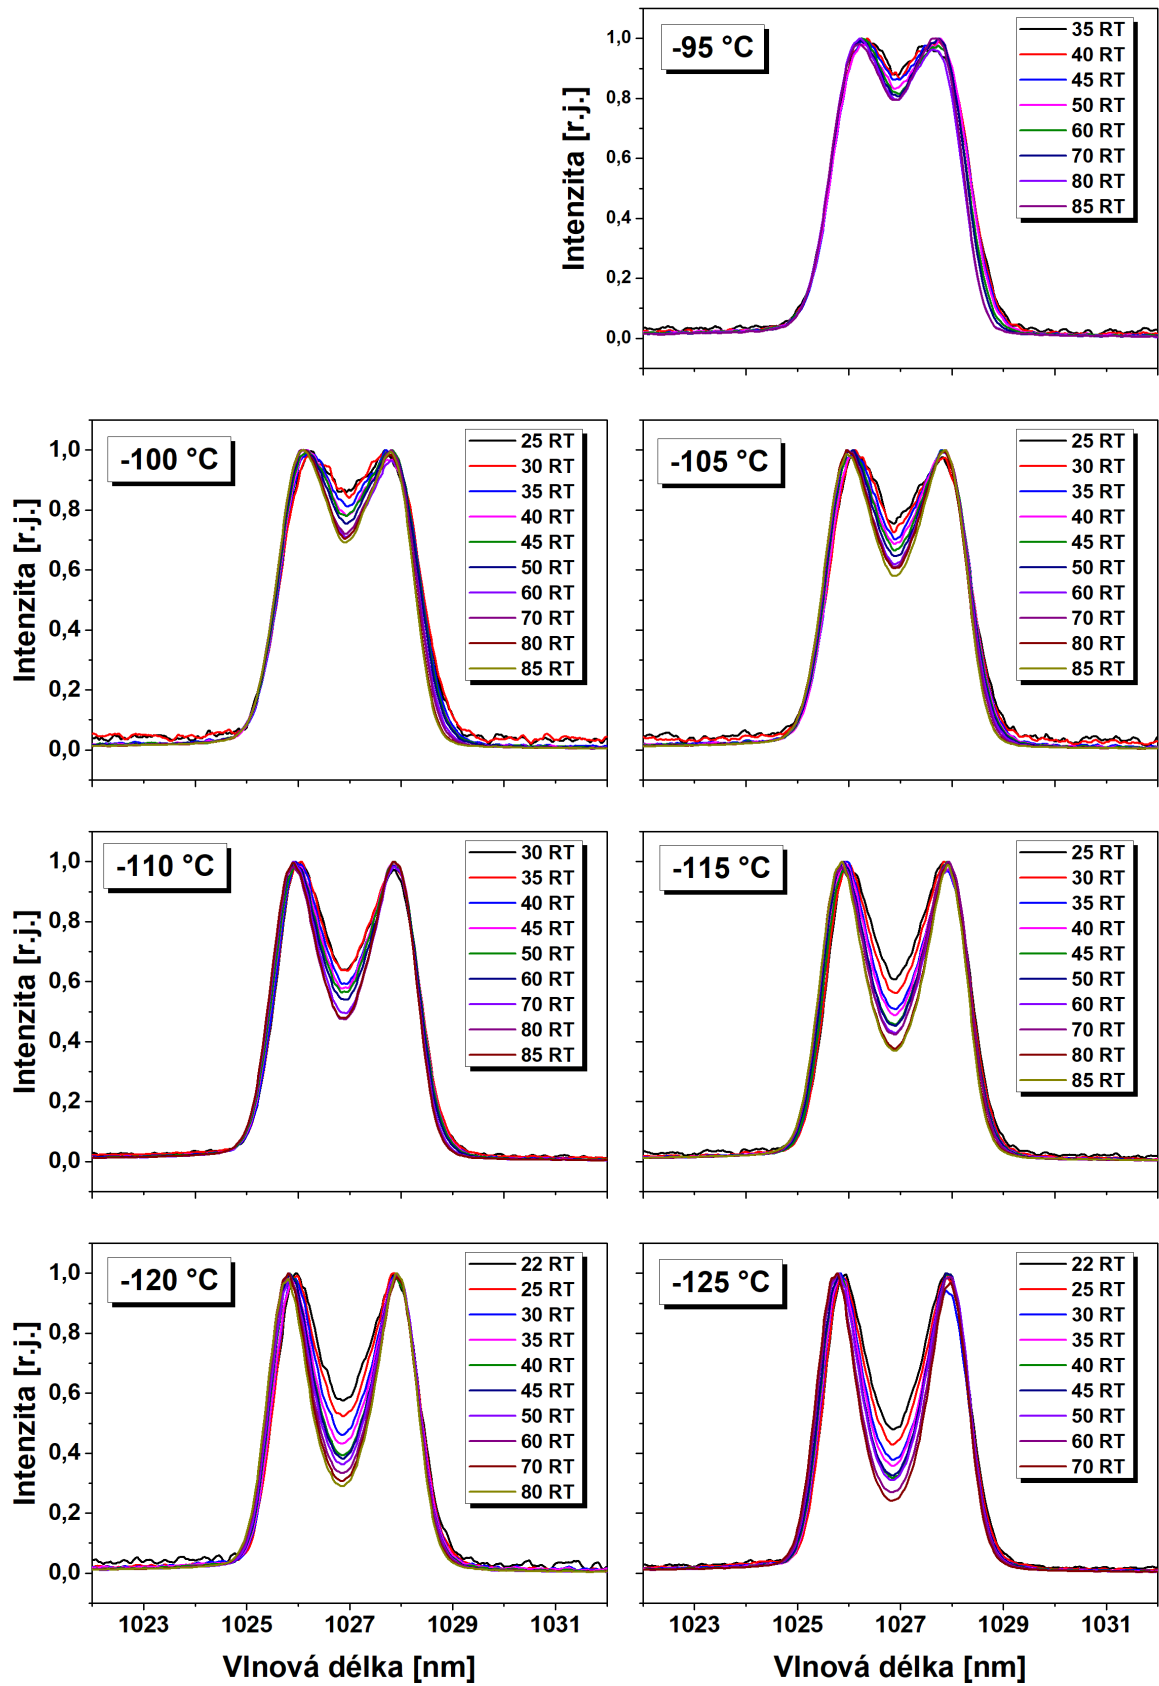 -95 °C
35 RT
40 RT
45 RT
50 RT
60 RT
70 RT
80 RT
85 RT
1,0
0,8
0,6
0,4
0,2
0,0
Intenzita [r.j.]
-100 °C
25 RT
30 RT
35 RT
40 RT
45 RT
50 RT
60 RT
70 RT
80 RT
85 RT
1,0
0,8
0,6
0,4
0,2
0,0
Intenzita [r.j.]
-105 °C
25 RT
30 RT
35 RT
40 RT
45 RT
50 RT
60 RT
70 RT
80 RT
85 RT
-110 °C
30 RT
35 RT
40 RT
45 RT
50 RT
60 RT
70 RT
80 RT
85 RT
1,0
0,8
0,6
0,4
0,2
0,0
Intenzita [r.j.]
-115 °C
25 RT
30 RT
35 RT
40 RT
45 RT
50 RT
60 RT
70 RT
80 RT
85 RT
-120 °C
22 RT
25 RT
30 RT
35 RT
40 RT
45 RT
50 RT
60 RT
70 RT
80 RT
1,0
0,8
0,6
0,4
0,2
0,0
Intenzita [r.j.]
1023 1025 1027 1029 1031
Vlnová délka [nm]
-125 °C
22 RT
25 RT
30 RT
35 RT
40 RT
45 RT
50 RT
60 RT
70 RT
1023 1025 1027 1029 1031
Vlnová délka [nm]